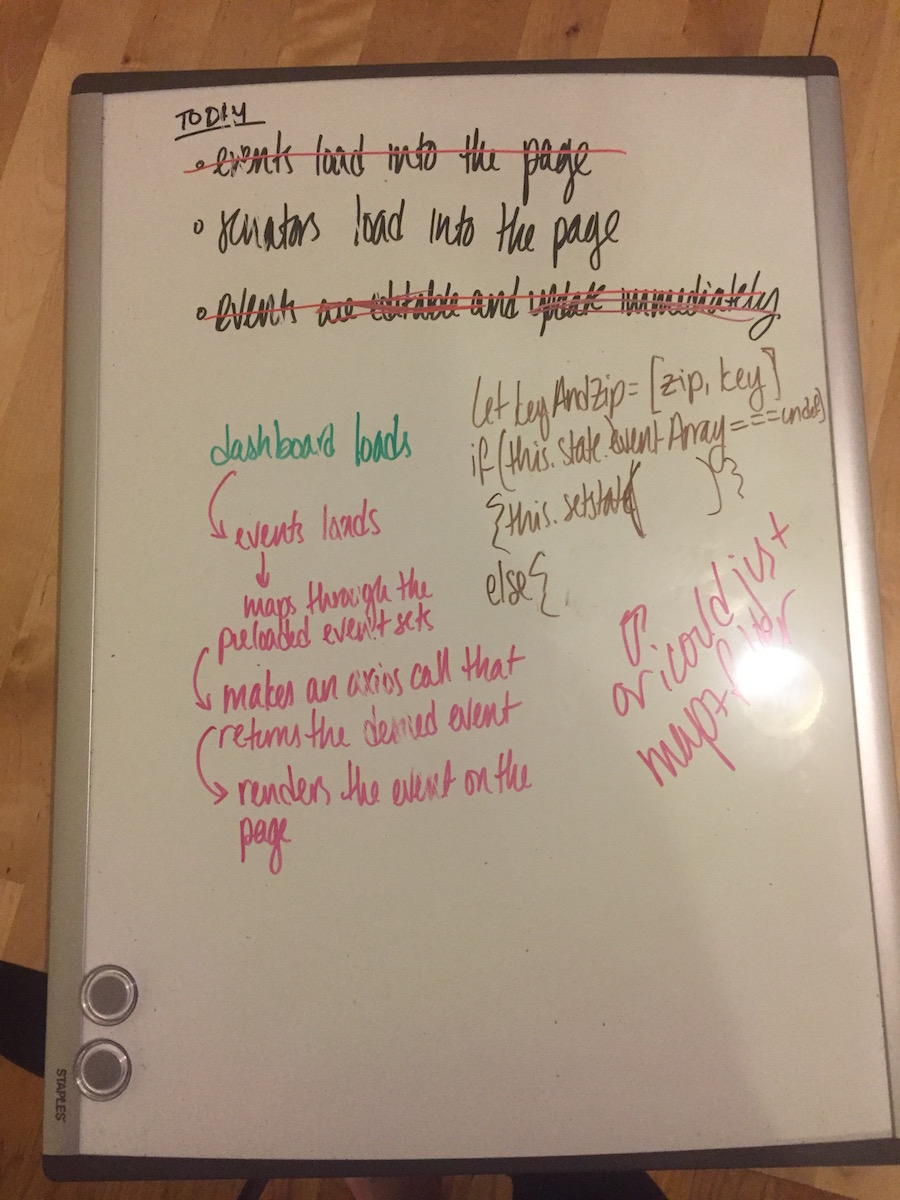 TODAY
• events load into the page
• senators load into the page
• events are editable and update immediately
dashboard loads
events loads
maps through the
preloaded event sets
makes an axios call that
returns the desired event
renders the event on the
page
let keyAndZip = [zip, key]
if (this.state.eventArray === undef)
{this.setState( )}
else {
or i could just
map + filter
STAPLES